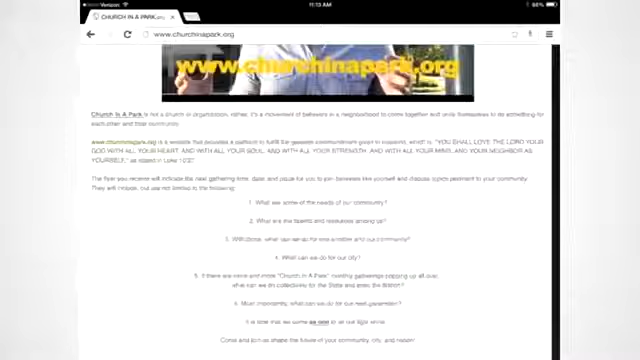 Verizon 11:13 AM 86%
CHURCH IN A PARK.org
www.churchinapark.org
www.churchinapark.org
Church In A Park is not a church or organization, rather, it's a movement of believers in a neighborhood to come together and unite themselves to do something for
each other and their community.
www.churchinapark.org is a website that provides a platform to fulfill the greatest commandment given to mankind, which is: "YOU SHALL LOVE THE LORD YOUR
GOD WITH ALL YOUR HEART, AND WITH ALL YOUR SOUL, AND WITH ALL YOUR STRENGTH, AND WITH ALL YOUR MIND, AND YOUR NEIGHBOR AS
YOURSELF," as stated in Luke
The flyer you receive will indicate the next gathering time, date, and place for you to join believers like yourself and discuss topics pertinent to your community.
They will include, but are not limited to the following:
1. What are some of the needs of our community?
2. What are the talents and resources among us?
3. With those, what can we do for one another and our community?
4. What can we do for our city?
5. If there are more and more "Church In A Park" meeting gatherings popping up all over,
what can we do collectively for the State and even the Nation?
6. Most importantly, what can we do for our next generation?
It is time that we come as one to let our light shine.
Come and join us shape the future of your community, city, and nation!